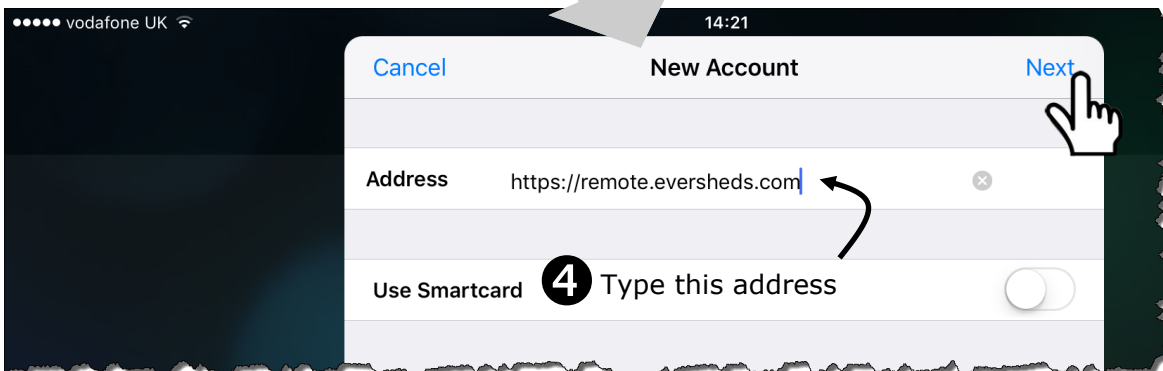 vodafone UK 14:21
Cancel New Account Next
Address https://remote.eversheds.com
Use Smartcard 4 Type this address